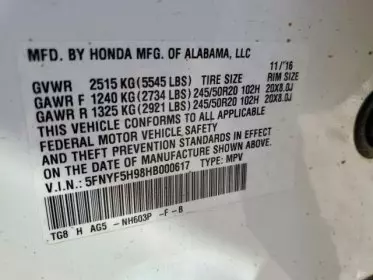 MFD. BY HONDA MFG. OF ALABAMA, LLC
11/'16
GVWR 2515 KG(5545 LBS) TIRE SIZE RIM SIZE
GAWR F 1240 KG(2734 LBS)245/50R20 102H 20X8.0J
GAWR R 1325 KG(2921 LBS)245/50R20 102H 20X8.0J
THIS VEHICLE CONFORMS TO ALL APPLICABLE
FEDERAL MOTOR VEHICLE SAFETY AND
THEFT PREVENTION STANDARDS IN EFFECT ON
THE DATE OF MANUFACTURE SHOWN ABOVE.
V.I.N.: 5FNYF5H98HB000617 TYPE: MPV
TG8 H AG5 -NH603P -F-B